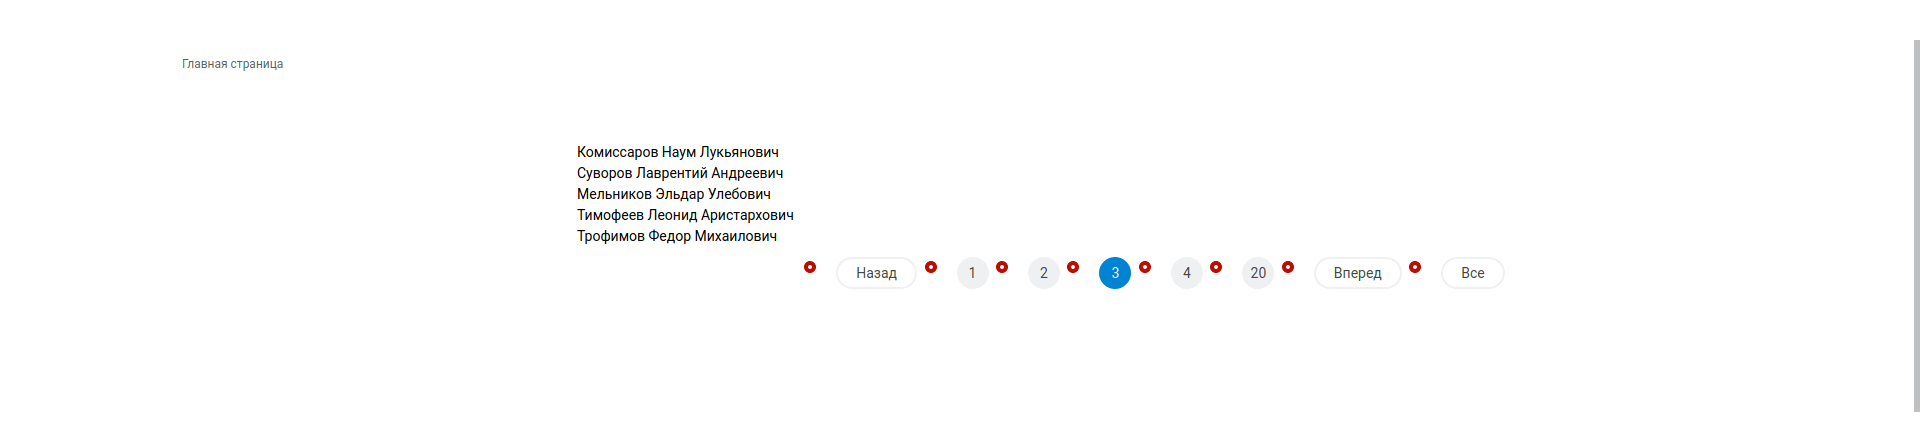 Главная страница
Комиссаров Наум Лукьянович
Суворов Лаврентий Андреевич
Мельников Эльдар Улебович
Тимофеев Леонид Аристархович
Трофимов Федор Михаилович
Назад 1 2 3 4 20 Вперед Все